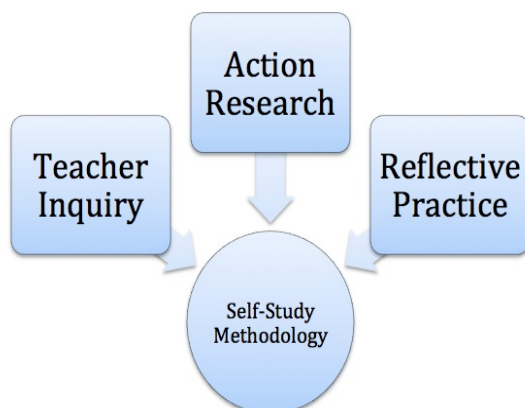 Action
Research
Teacher
Inquiry
Reflective
Practice
Self-Study
Methodology